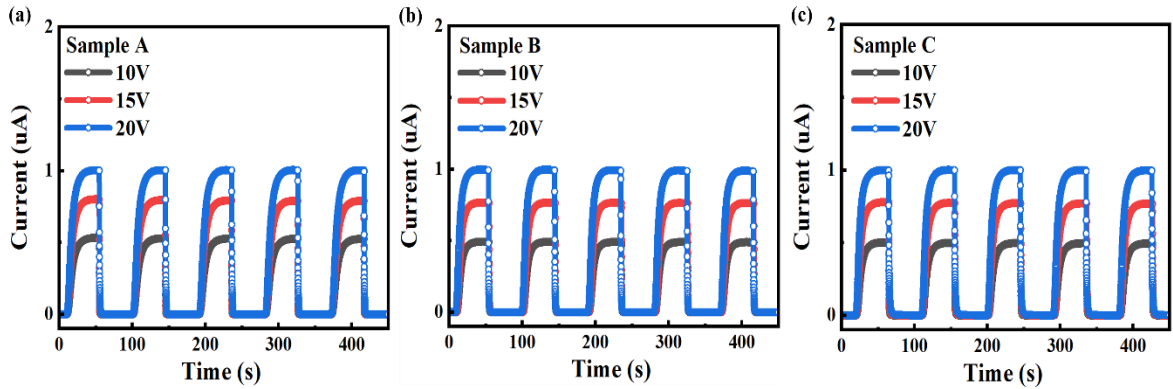 (a)
2
Sample A
10V
15V
20V
Current (uA)
1
0
0 100 200 300 400
Time (s)
(b)
2
Sample B
10V
15V
20V
Current (uA)
1
0
0 100 200 300 400
Time (s)
(c)
2
Sample C
10V
15V
20V
Current (uA)
1
0
0 100 200 300 400
Time (s)